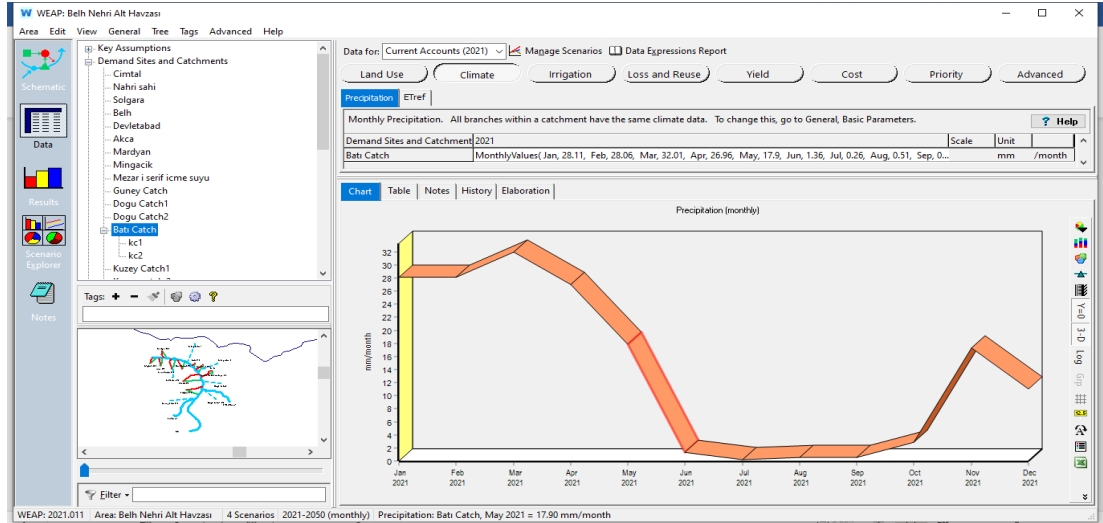 WEAP: Belh Nehri Alt Havzası
Area Edit View General Tree Tags Advanced Help
Schematic
Data
Results
Scenario
Explorer
Notes
Key Assumptions
Demand Sites and Catchments
Cimtal
Nahri sahi
Solgara
Belh
Devletabad
Akca
Mardyan
Mingacik
Mezar i serif icme suyu
Guney Catch
Dogu Catch1
Dogu Catch2
Batı Catch
kc1
kc2
Kuzey Catch1
Tags:
Filter
Data for: Current Accounts (2021) Manage Scenarios Data Expressions Report
Land Use Climate Irrigation Loss and Reuse Yield Cost Priority Advanced
Precipitation ETref
Monthly Precipitation. All branches within a catchment have the same climate data. To change this, go to General, Basic Parameters. ? Help
Demand Sites and Catchment 2021 Scale Unit
Batı Catch MonthlyValues( Jan, 28.11, Feb, 28.06, Mar, 32.01, Apr, 26.96, May, 17.9, Jun, 1.36, Jul, 0.26, Aug, 0.51, Sep, 0... mm /month
Chart Table Notes History Elaboration
Precipitation (monthly)
mm/month
32
30
28
26
24
22
20
18
16
14
12
10
8
6
4
2
0
Jan Feb Mar Apr May Jun Jul Aug Sep Oct Nov Dec
2021 2021 2021 2021 2021 2021 2021 2021 2021 2021 2021 2021
Y=0
3-D
Log
Grp
WEAP: 2021.011 Area: Belh Nehri Alt Havzası 4 Scenarios 2021-2050 (monthly) Precipitation: Batı Catch, May 2021 = 17.90 mm/month